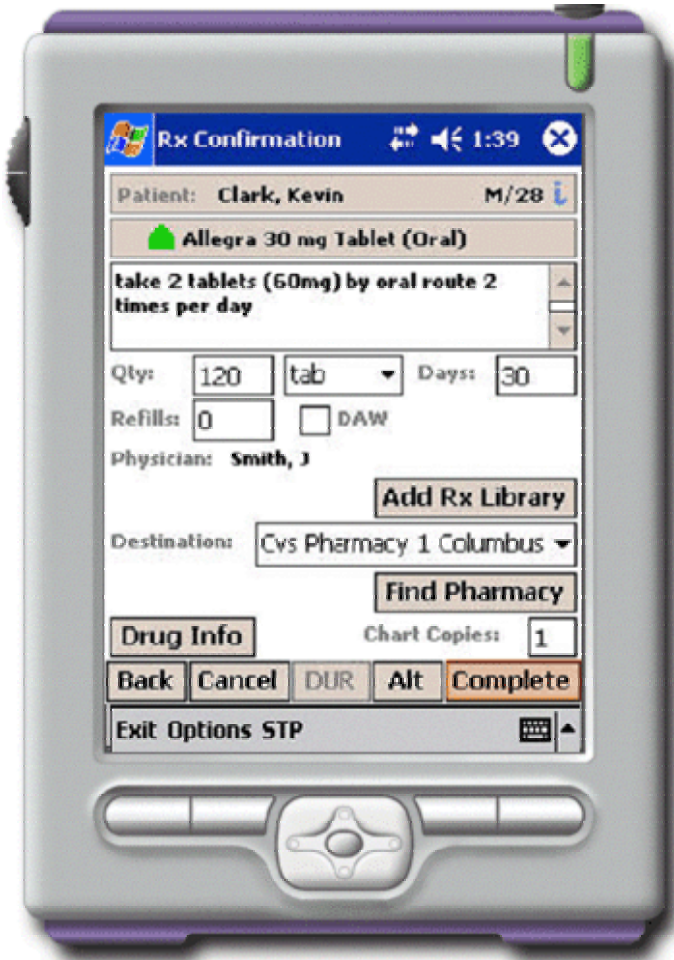 Rx Confirmation 1:39
Patient: Clark, Kevin M/28 i
Allegra 30 mg Tablet (Oral)
take 2 tablets (60mg) by oral route 2
times per day
Qty: 120 tab Days: 30
Refills: 0 DAW
Physician: Smith, J
Add Rx Library
Destination: Cvs Pharmacy 1 Columbus
Find Pharmacy
Drug Info Chart Copies: 1
Back Cancel DUR Alt Complete
Exit Options STP